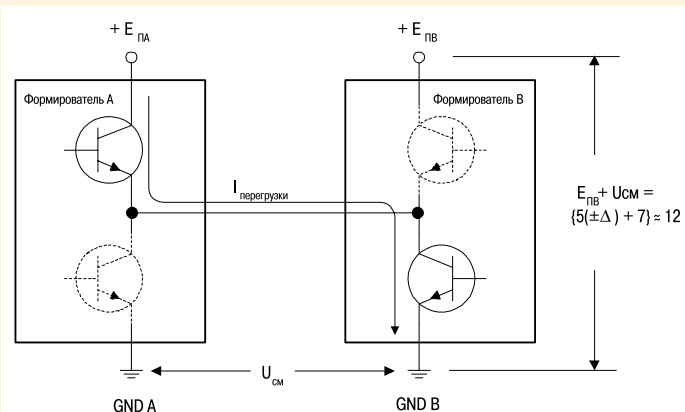 + E ПА
+ E ПВ
Формирователь А
Формирователь В
I перегрузки
E ПВ + Uсм =
{5(±Δ) + 7} ≈ 12
U см
GND A
GND B